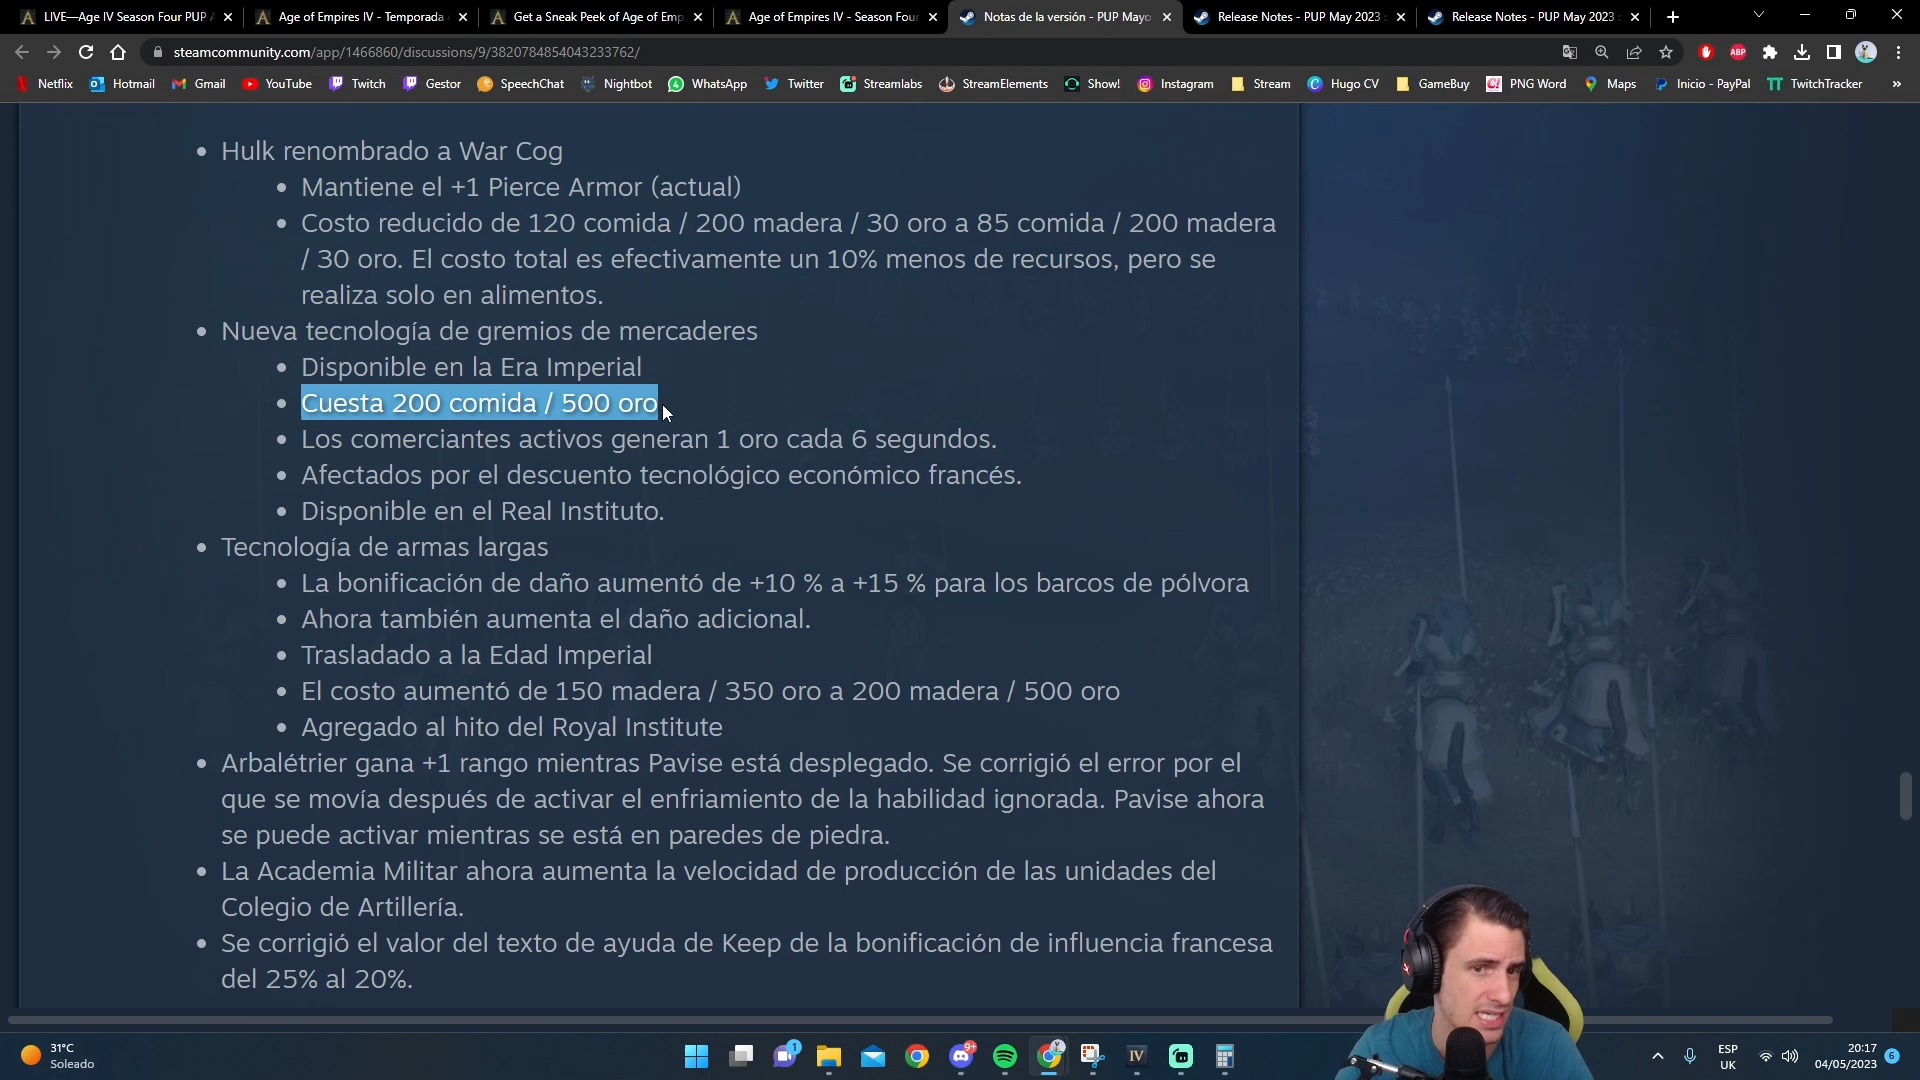 LIVE—Age IV Season Four PUP A
Age of Empires IV - Temporada
Get a Sneak Peek of Age of Emp
Age of Empires IV - Season Four
Notas de la versión - PUP Mayo
Release Notes - PUP May 2023
Release Notes - PUP May 2023
steamcommunity.com/app/1466860/discussions/9/3820784854043233762/
Netflix Hotmail Gmail YouTube Twitch Gestor SpeechChat Nightbot WhatsApp Twitter Streamlabs StreamElements Show! Instagram Stream Hugo CV GameBuy PNG Word Maps Inicio - PayPal TwitchTracker »
Hulk renombrado a War Cog
Mantiene el +1 Pierce Armor (actual)
Costo reducido de 120 comida / 200 madera / 30 oro a 85 comida / 200 madera
/ 30 oro. El costo total es efectivamente un 10% menos de recursos, pero se
realiza solo en alimentos.
Nueva tecnología de gremios de mercaderes
Disponible en la Era Imperial
Cuesta 200 comida / 500 oro
Los comerciantes activos generan 1 oro cada 6 segundos.
Afectados por el descuento tecnológico económico francés.
Disponible en el Real Instituto.
Tecnología de armas largas
La bonificación de daño aumentó de +10 % a +15 % para los barcos de pólvora
Ahora también aumenta el daño adicional.
Trasladado a la Edad Imperial
El costo aumentó de 150 madera / 350 oro a 200 madera / 500 oro
Agregado al hito del Royal Institute
Arbalétrier gana +1 rango mientras Pavise está desplegado. Se corrigió el error por el
que se movía después de activar el enfriamiento de la habilidad ignorada. Pavise ahora
se puede activar mientras se está en paredes de piedra.
La Academia Militar ahora aumenta la velocidad de producción de las unidades del
Colegio de Artillería.
Se corrigió el valor del texto de ayuda de Keep de la bonificación de influencia francesa
del 25% al 20%.
31°C
Soleado
1
9+
IV
ESP
UK
20:17
04/05/2023
6
ABP